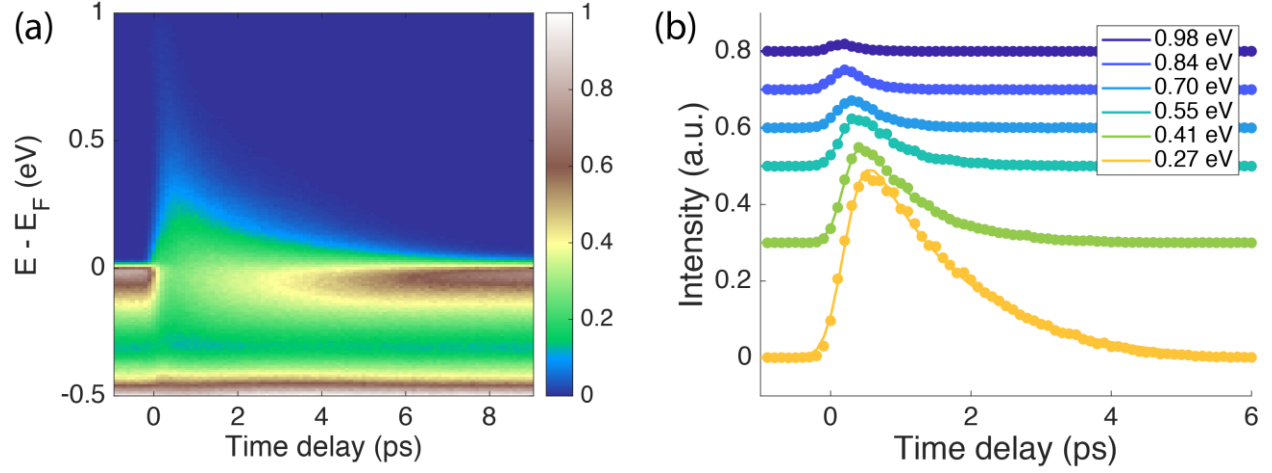 (a)
1
0.5
0
-0.5
E - E_F (eV)
0
2
4
6
8
Time delay (ps)
1
0.8
0.6
0.4
0.2
0
(b)
0.8
0.6
0.4
0.2
0
Intensity (a.u.)
0.98 eV
0.84 eV
0.70 eV
0.55 eV
0.41 eV
0.27 eV
0
2
4
6
Time delay (ps)